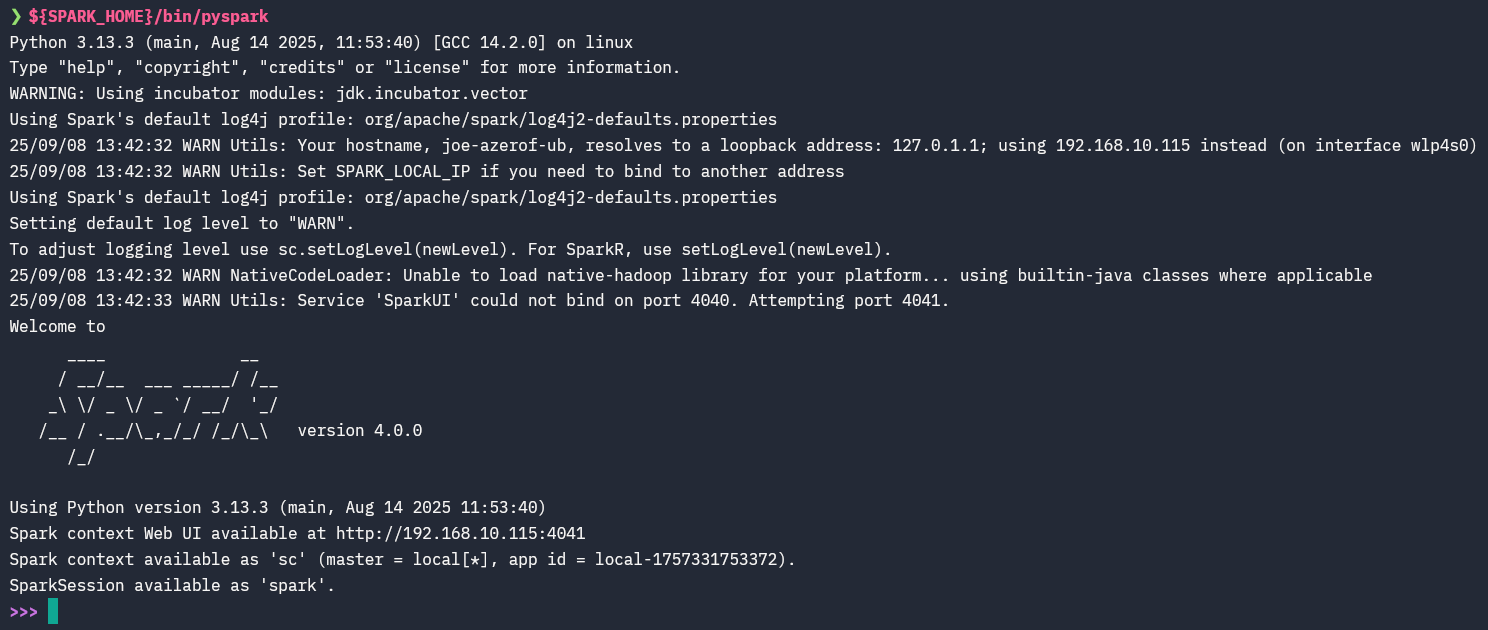 ❯ ${SPARK_HOME}/bin/pyspark
Python 3.13.3 (main, Aug 14 2025, 11:53:40) [GCC 14.2.0] on linux
Type "help", "copyright", "credits" or "license" for more information.
WARNING: Using incubator modules: jdk.incubator.vector
Using Spark's default log4j profile: org/apache/spark/log4j2-defaults.properties
25/09/08 13:42:32 WARN Utils: Your hostname, joe-azerof-ub, resolves to a loopback address: 127.0.1.1; using 192.168.10.115 instead (on interface wlp4s0)
25/09/08 13:42:32 WARN Utils: Set SPARK_LOCAL_IP if you need to bind to another address
Using Spark's default log4j profile: org/apache/spark/log4j2-defaults.properties
Setting default log level to "WARN".
To adjust logging level use sc.setLogLevel(newLevel). For SparkR, use setLogLevel(newLevel).
25/09/08 13:42:32 WARN NativeCodeLoader: Unable to load native-hadoop library for your platform... using builtin-java classes where applicable
25/09/08 13:42:33 WARN Utils: Service 'SparkUI' could not bind on port 4040. Attempting port 4041.
Welcome to
      ____              __
     / __/__  ___ _____/ /__
    _\ \/ _ \/ _ `/ __/  '_/
   /__ / .__/\_,_/_/ /_/\_\   version 4.0.0
      /_/

Using Python version 3.13.3 (main, Aug 14 2025 11:53:40)
Spark context Web UI available at http://192.168.10.115:4041
Spark context available as 'sc' (master = local[*], app id = local-1757331753372).
SparkSession available as 'spark'.
>>>